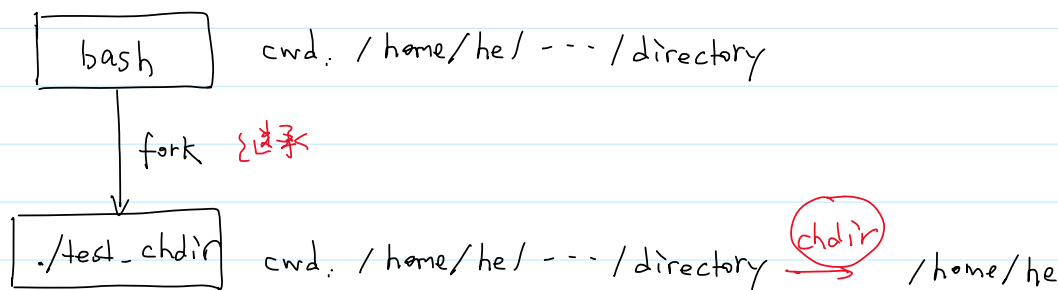 bash cwd: /home/he/ ---/directory
fork 继承
./test_chdir cwd: /home/he/ ---/directory chdir /home/he